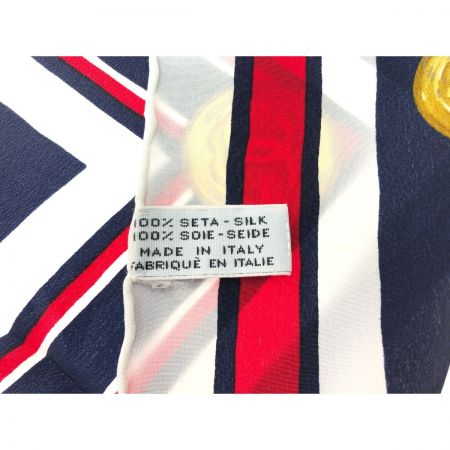 100% SETA - SILK
100% SOIE - SEIDE
MADE IN ITALY
FABRIQUÈ EN ITALIE